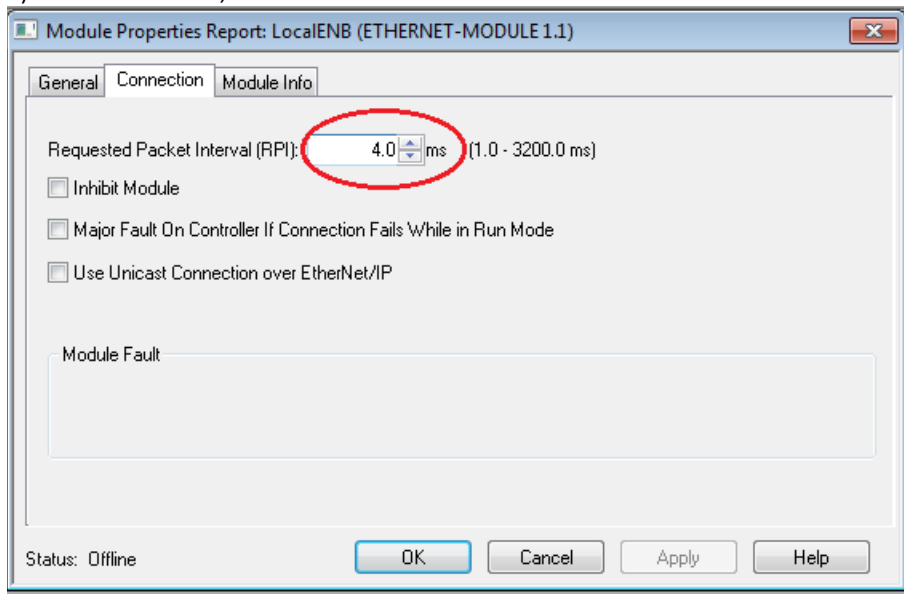 Module Properties Report: LocalENB (ETHERNET-MODULE 1.1)
General Connection Module Info
Requested Packet Interval (RPI): 4.0 ms (1.0 - 3200.0 ms)
Inhibit Module
Major Fault On Controller If Connection Fails While in Run Mode
Use Unicast Connection over EtherNet/IP
Module Fault
Status: Offline OK Cancel Apply Help